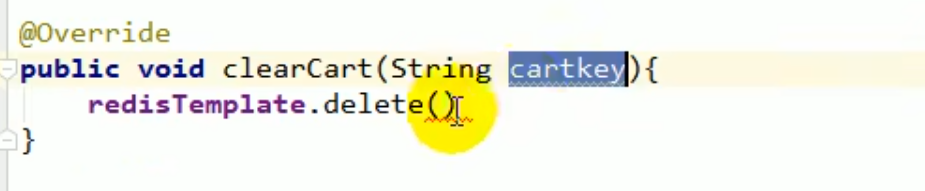 @Override
public void clearCart(String cartkey){
    redisTemplate.delete()
}